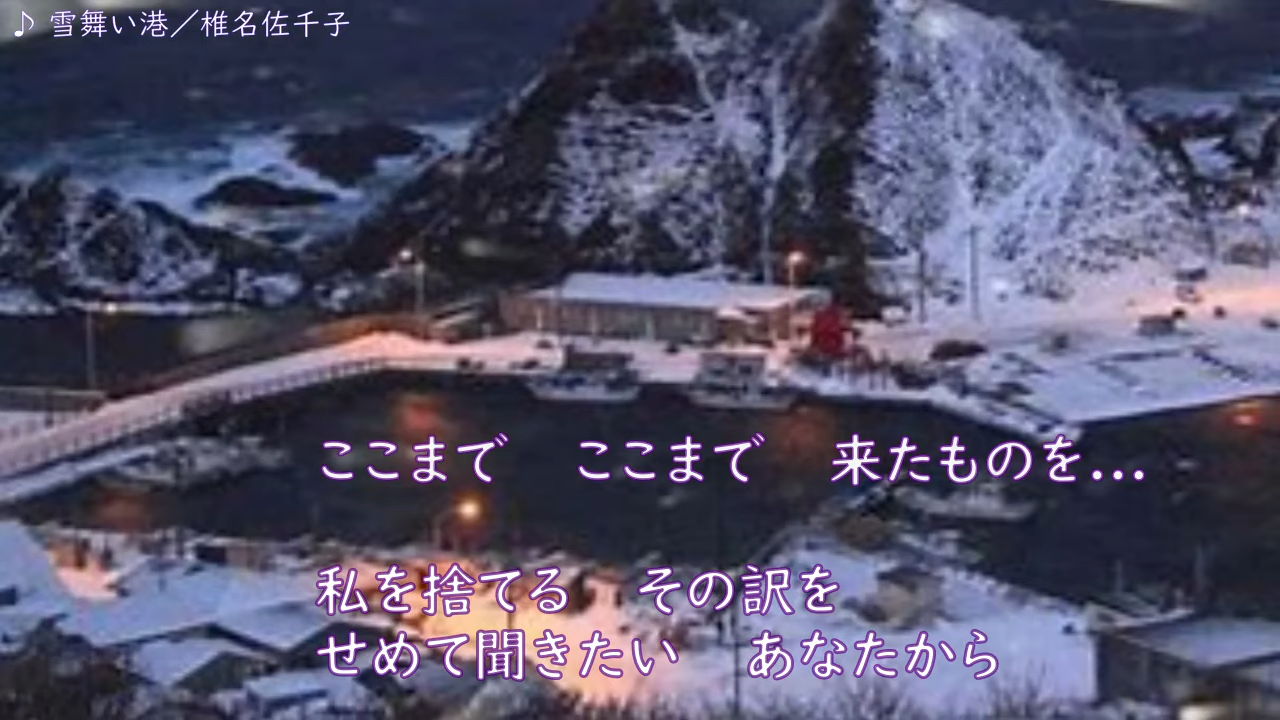 ♪ 雪舞い港／椎名佐千子
ここまで　ここまで　来たものを...
私を捨てる　その訳を
せめて聞きたい　あなたから